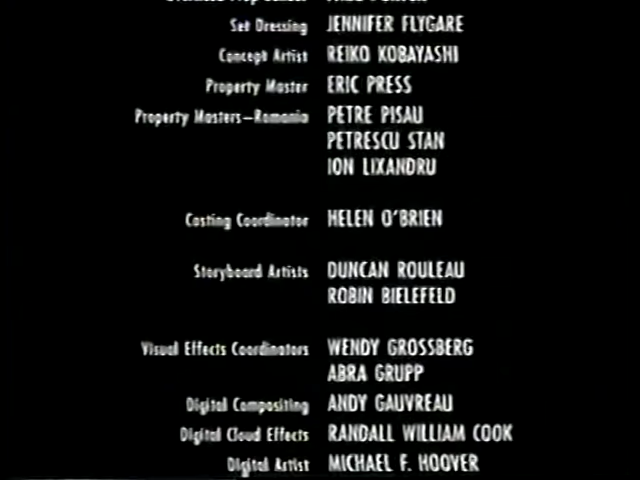 Set Dressing JENNIFER FLYGARE
Concept Artist REIKO KOBAYASHI
Property Master ERIC PRESS
Property Masters—Romania PETRE PISAU
PETRESCU STAN
ION LIXANDRU
Casting Coordinator HELEN O'BRIEN
Storyboard Artists DUNCAN ROULEAU
ROBIN BIELEFELD
Visual Effects Coordinators WENDY GROSSBERG
ABRA GRUPP
Digital Compositing ANDY GAUVREAU
Digital Cloud Effects RANDALL WILLIAM COOK
Digital Artist MICHAEL F. HOOVER